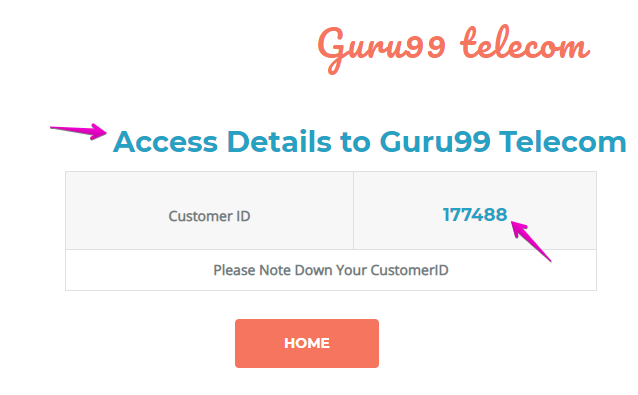 Guru99 telecom
Access Details to Guru99 Telecom
Customer ID 177488
Please Note Down Your CustomerID
HOME